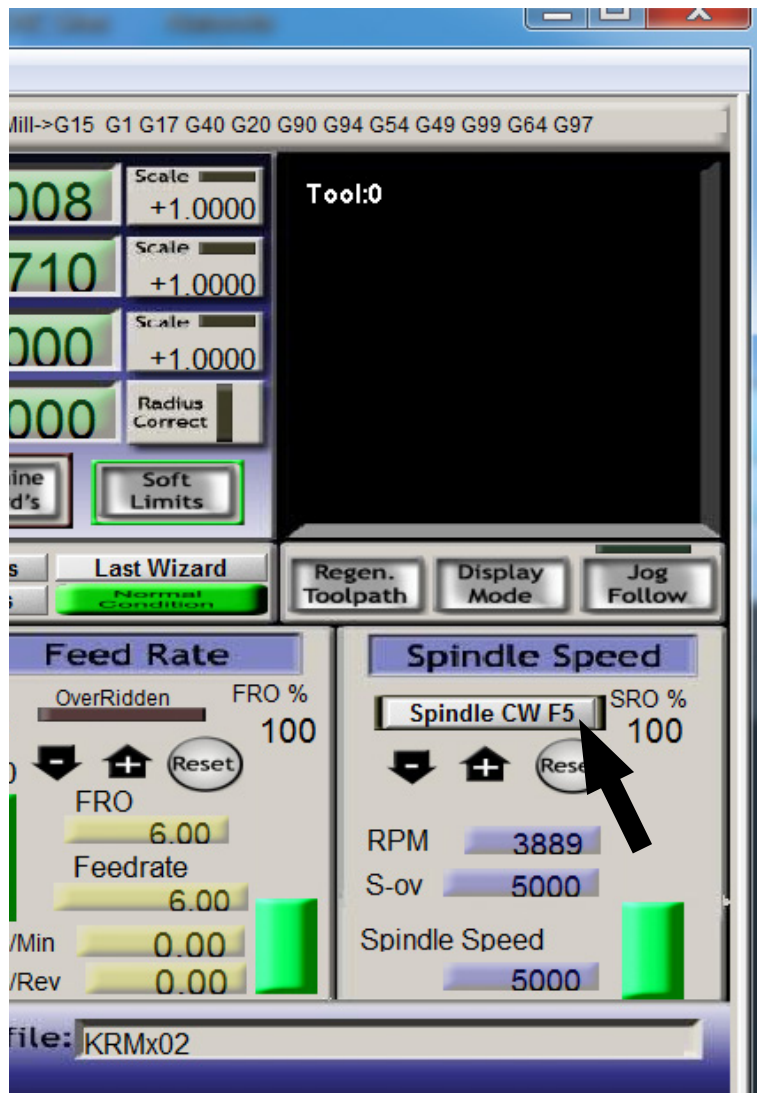 Mill->G15 G1 G17 G40 G20 G90 G94 G54 G49 G99 G64 G97
008
Scale
+1.0000
Tool:0
710
Scale
+1.0000
000
Scale
+1.0000
000
Radius
Correct
ine
d's
Soft
Limits
s
Last Wizard
s
Normal
Condition
Regen.
Toolpath
Display
Mode
Jog
Follow
Feed Rate
OverRidden
FRO %
100
Reset
FRO
6.00
Feedrate
6.00
/Min
0.00
/Rev
0.00
Spindle Speed
Spindle CW F5
SRO %
100
Rese
RPM
3889
S-ov
5000
Spindle Speed
5000
file:
KRMx02